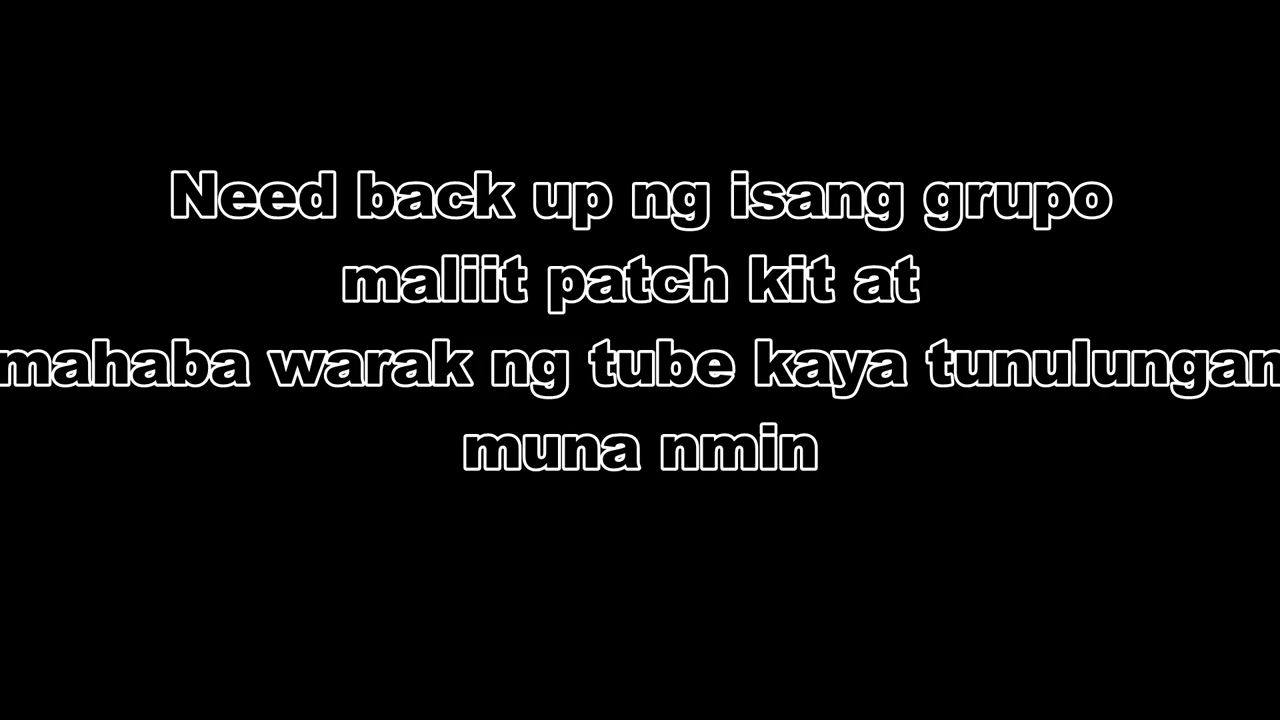 Need back up ng isang grupo
maliit patch kit at
mahaba warak ng tube kaya tunulungan
muna nmin